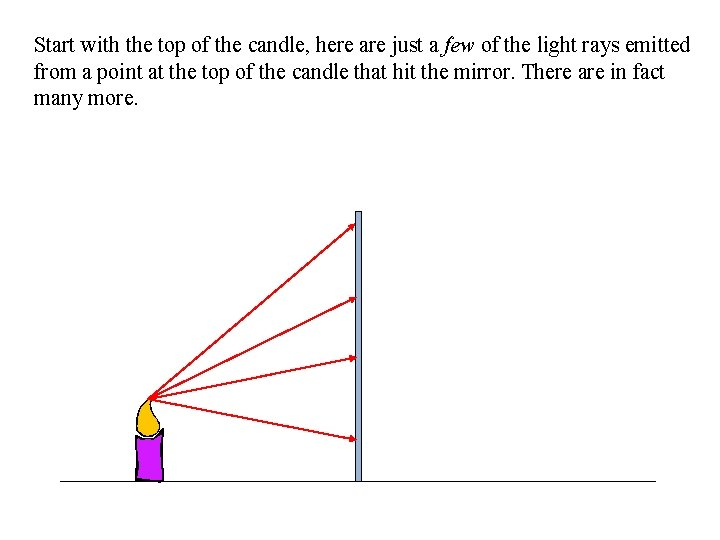 Start with the top of the candle, here are just a few of the light rays emitted
from a point at the top of the candle that hit the mirror. There are in fact
many more.